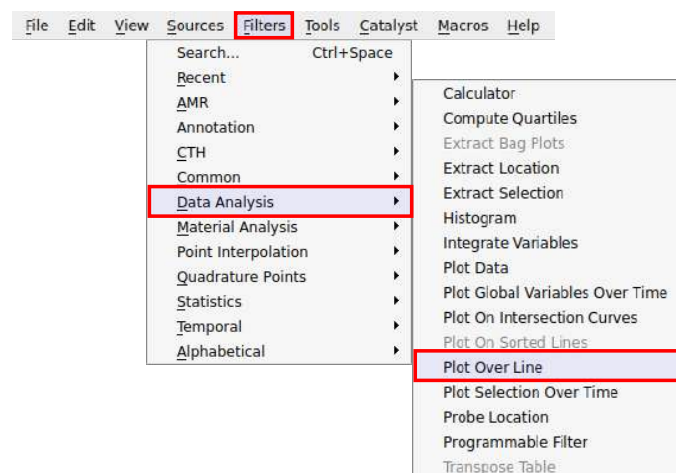 File Edit View Sources Filters Tools Catalyst Macros Help
Search... Ctrl+Space
Recent
AMR
Annotation
CTH
Common
Data Analysis
Material Analysis
Point Interpolation
Quadrature Points
Statistics
Temporal
Alphabetical
Calculator
Compute Quartiles
Extract Bag Plots
Extract Location
Extract Selection
Histogram
Integrate Variables
Plot Data
Plot Global Variables Over Time
Plot On Intersection Curves
Plot On Sorted Lines
Plot Over Line
Plot Selection Over Time
Probe Location
Programmable Filter
Transpose Table